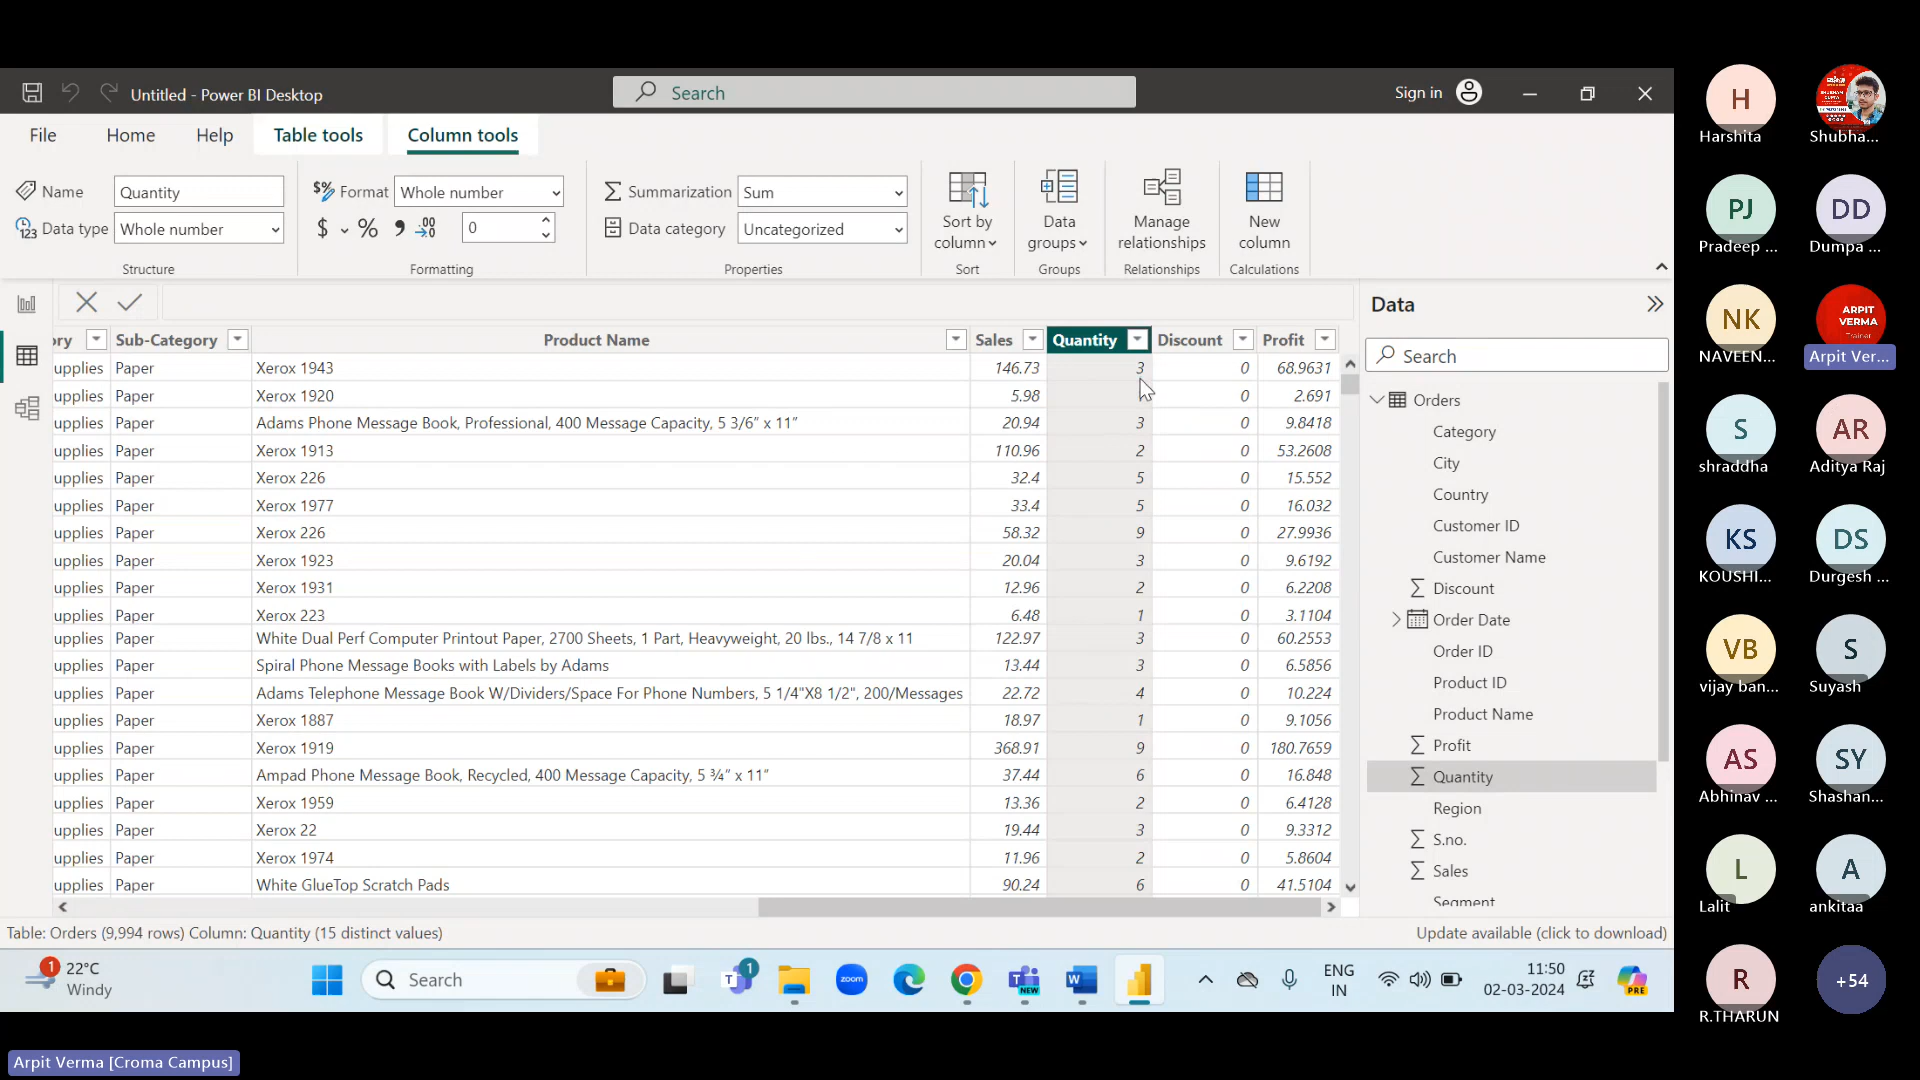 Untitled - Power BI Desktop
Search
Sign in
File
Home
Help
Table tools
Column tools
Name
Quantity
Format
Whole number
Summarization
Sum
Data type
Whole number
$
%
0
Data category
Uncategorized
Sort by column
Data groups
Manage relationships
New column
Structure
Formatting
Properties
Sort
Groups
Relationships
Calculations
ory Sub-Category Product Name Sales Quantity Discount Profit
upplies Paper Xerox 1943 146.73 3 0 68.9631
upplies Paper Xerox 1920 5.98 0 2.691
upplies Paper Adams Phone Message Book, Professional, 400 Message Capacity, 5 3/6” x 11” 20.94 3 0 9.8418
upplies Paper Xerox 1913 110.96 2 0 53.2608
upplies Paper Xerox 226 32.4 5 0 15.552
upplies Paper Xerox 1977 33.4 5 0 16.032
upplies Paper Xerox 226 58.32 9 0 27.9936
upplies Paper Xerox 1923 20.04 3 0 9.6192
upplies Paper Xerox 1931 12.96 2 0 6.2208
upplies Paper Xerox 223 6.48 1 0 3.1104
upplies Paper White Dual Perf Computer Printout Paper, 2700 Sheets, 1 Part, Heavyweight, 20 lbs., 14 7/8 x 11 122.97 3 0 60.2553
upplies Paper Spiral Phone Message Books with Labels by Adams 13.44 3 0 6.5856
upplies Paper Adams Telephone Message Book W/Dividers/Space For Phone Numbers, 5 1/4"X8 1/2", 200/Messages 22.72 4 0 10.224
upplies Paper Xerox 1887 18.97 1 0 9.1056
upplies Paper Xerox 1919 368.91 9 0 180.7659
upplies Paper Ampad Phone Message Book, Recycled, 400 Message Capacity, 5 ¾” x 11” 37.44 6 0 16.848
upplies Paper Xerox 1959 13.36 2 0 6.4128
upplies Paper Xerox 22 19.44 3 0 9.3312
upplies Paper Xerox 1974 11.96 2 0 5.8604
upplies Paper White GlueTop Scratch Pads 90.24 6 0 41.5104
Data
Search
Orders
Category
City
Country
Customer ID
Customer Name
Discount
Order Date
Order ID
Product ID
Product Name
Profit
Quantity
Region
S.no.
Sales
Segment
Table: Orders (9,994 rows) Column: Quantity (15 distinct values)
Update available (click to download)
1
22°C
Windy
Search
1
zoom
NEW
ENG
IN
11:50
02-03-2024
PRE
H
Harshita
Shubha...
PJ
Pradeep ...
DD
Dumpa ...
NK
NAVEEN...
ARPIT
VERMA
Trainer
Arpit Ver...
S
shraddha
AR
Aditya Raj
KS
KOUSHI...
DS
Durgesh ...
VB
vijay ban...
S
Suyash
AS
Abhinav ...
SY
Shashan...
L
Lalit
A
ankitaa
R
R.THARUN
+54
Arpit Verma [Croma Campus]